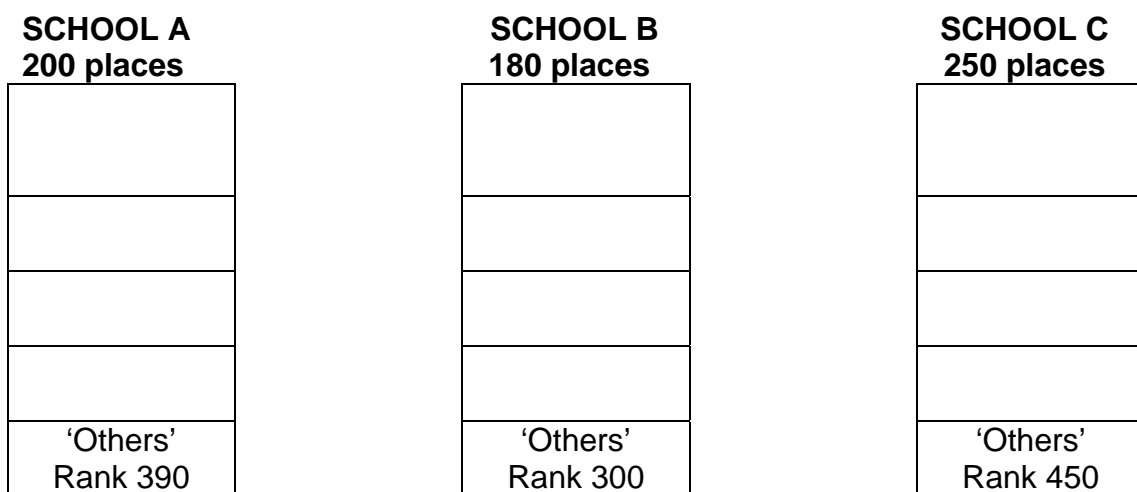 SCHOOL A
200 places
SCHOOL B
180 places
SCHOOL C
250 places
‘Others’
Rank 390
‘Others’
Rank 300
‘Others’
Rank 450